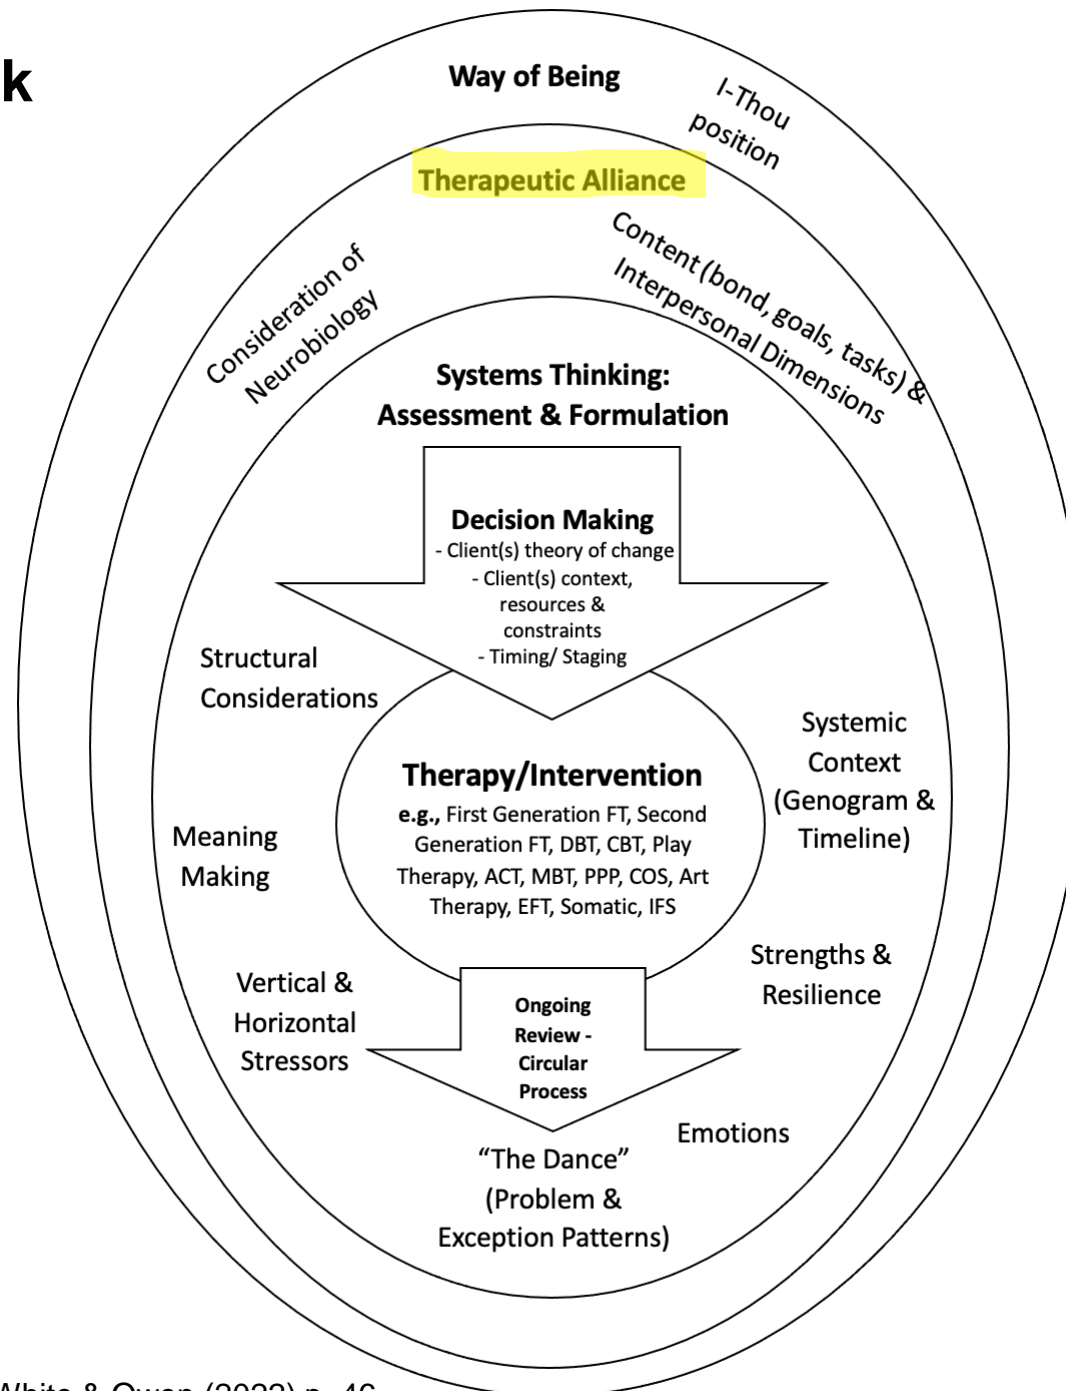 k
Way of Being
I-Thou
position
Therapeutic Alliance
Consideration of
Neurobiology
Content (bond, goals, tasks) &
Interpersonal Dimensions
Systems Thinking:
Assessment & Formulation
Decision Making
- Client(s) theory of change
- Client(s) context,
resources &
constraints
- Timing/ Staging
Structural
Considerations
Systemic
Context
(Genogram &
Timeline)
Therapy/Intervention
e.g., First Generation FT, Second
Generation FT, DBT, CBT, Play
Therapy, ACT, MBT, PPP, COS, Art
Therapy, EFT, Somatic, IFS
Meaning
Making
Strengths &
Resilience
Vertical &
Horizontal
Stressors
Ongoing
Review -
Circular
Process
Emotions
“The Dance”
(Problem &
Exception Patterns)
White & Owen (2022) p. 46